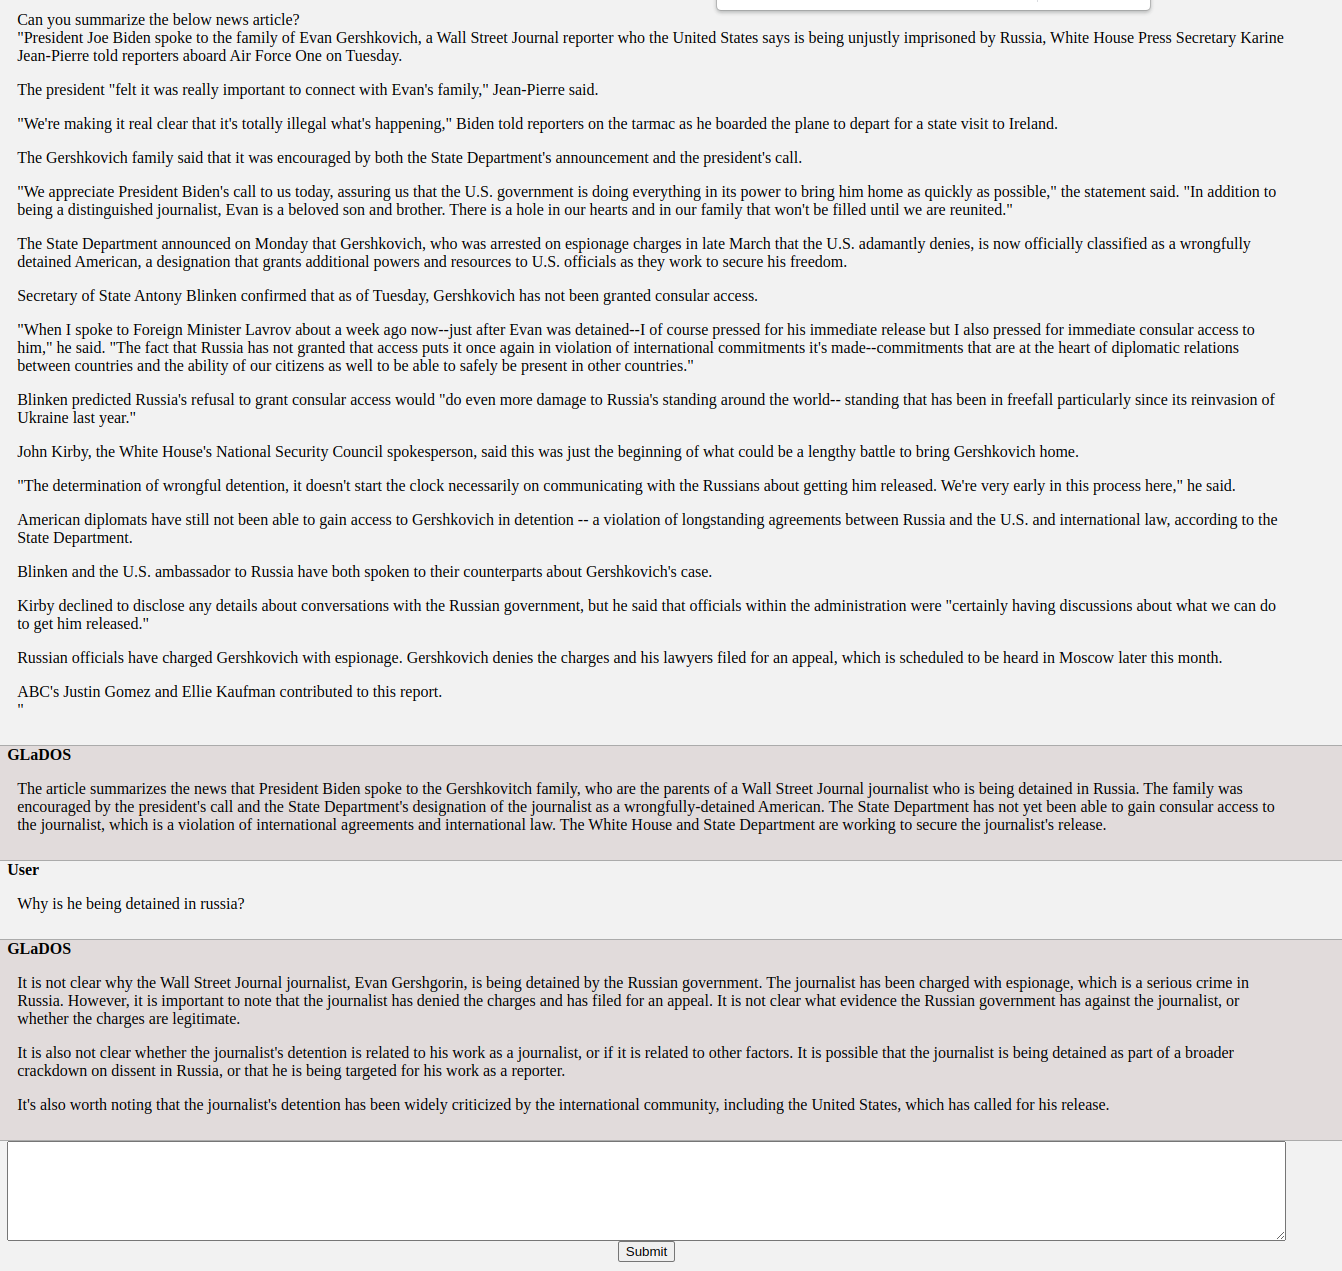 Can you summarize the below news article?
"President Joe Biden spoke to the family of Evan Gershkovich, a Wall Street Journal reporter who the United States says is being unjustly imprisoned by Russia, White House Press Secretary Karine
Jean-Pierre told reporters aboard Air Force One on Tuesday.
The president "felt it was really important to connect with Evan's family," Jean-Pierre said.
"We're making it real clear that it's totally illegal what's happening," Biden told reporters on the tarmac as he boarded the plane to depart for a state visit to Ireland.
The Gershkovich family said that it was encouraged by both the State Department's announcement and the president's call.
"We appreciate President Biden's call to us today, assuring us that the U.S. government is doing everything in its power to bring him home as quickly as possible," the statement said. "In addition to
being a distinguished journalist, Evan is a beloved son and brother. There is a hole in our hearts and in our family that won't be filled until we are reunited."
The State Department announced on Monday that Gershkovich, who was arrested on espionage charges in late March that the U.S. adamantly denies, is now officially classified as a wrongfully
detained American, a designation that grants additional powers and resources to U.S. officials as they work to secure his freedom.
Secretary of State Antony Blinken confirmed that as of Tuesday, Gershkovich has not been granted consular access.
"When I spoke to Foreign Minister Lavrov about a week ago now--just after Evan was detained--I of course pressed for his immediate release but I also pressed for immediate consular access to
him," he said. "The fact that Russia has not granted that access puts it once again in violation of international commitments it's made--commitments that are at the heart of diplomatic relations
between countries and the ability of our citizens as well to be able to safely be present in other countries."
Blinken predicted Russia's refusal to grant consular access would "do even more damage to Russia's standing around the world-- standing that has been in freefall particularly since its reinvasion of
Ukraine last year."
John Kirby, the White House's National Security Council spokesperson, said this was just the beginning of what could be a lengthy battle to bring Gershkovich home.
"The determination of wrongful detention, it doesn't start the clock necessarily on communicating with the Russians about getting him released. We're very early in this process here," he said.
American diplomats have still not been able to gain access to Gershkovich in detention -- a violation of longstanding agreements between Russia and the U.S. and international law, according to the
State Department.
Blinken and the U.S. ambassador to Russia have both spoken to their counterparts about Gershkovich's case.
Kirby declined to disclose any details about conversations with the Russian government, but he said that officials within the administration were "certainly having discussions about what we can do
to get him released."
Russian officials have charged Gershkovich with espionage. Gershkovich denies the charges and his lawyers filed for an appeal, which is scheduled to be heard in Moscow later this month.
ABC's Justin Gomez and Ellie Kaufman contributed to this report.
"
GLaDOS
The article summarizes the news that President Biden spoke to the Gershkovitch family, who are the parents of a Wall Street Journal journalist who is being detained in Russia. The family was
encouraged by the president's call and the State Department's designation of the journalist as a wrongfully-detained American. The State Department has not yet been able to gain consular access to
the journalist, which is a violation of international agreements and international law. The White House and State Department are working to secure the journalist's release.
User
Why is he being detained in russia?
GLaDOS
It is not clear why the Wall Street Journal journalist, Evan Gershgorin, is being detained by the Russian government. The journalist has been charged with espionage, which is a serious crime in
Russia. However, it is important to note that the journalist has denied the charges and has filed for an appeal. It is not clear what evidence the Russian government has against the journalist, or
whether the charges are legitimate.
It is also not clear whether the journalist's detention is related to his work as a journalist, or if it is related to other factors. It is possible that the journalist is being detained as part of a broader
crackdown on dissent in Russia, or that he is being targeted for his work as a reporter.
It's also worth noting that the journalist's detention has been widely criticized by the international community, including the United States, which has called for his release.
Submit